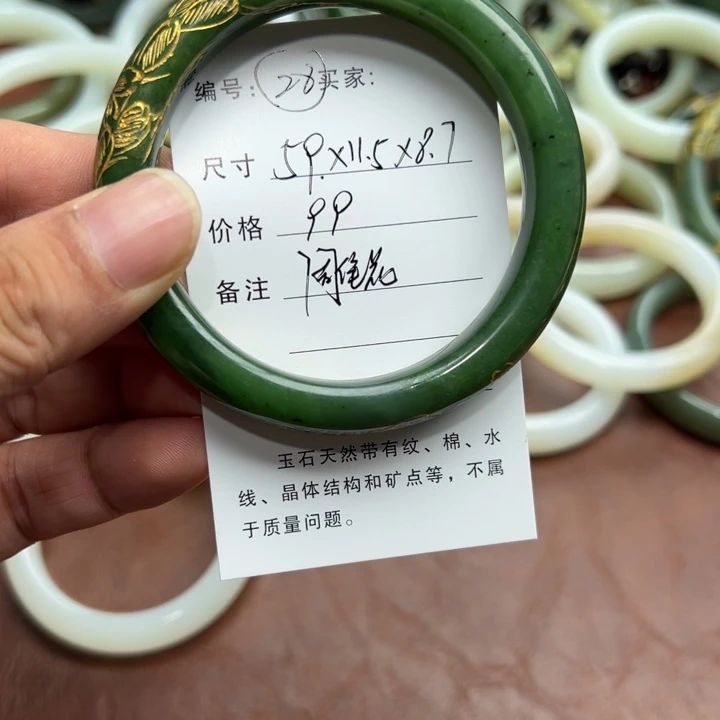 编号: 28 买家:
尺寸 59.x11.5x8.7
价格 99
备注
玉石天然带有纹、棉、水
线、晶体结构和矿点等，不属
于质量问题。